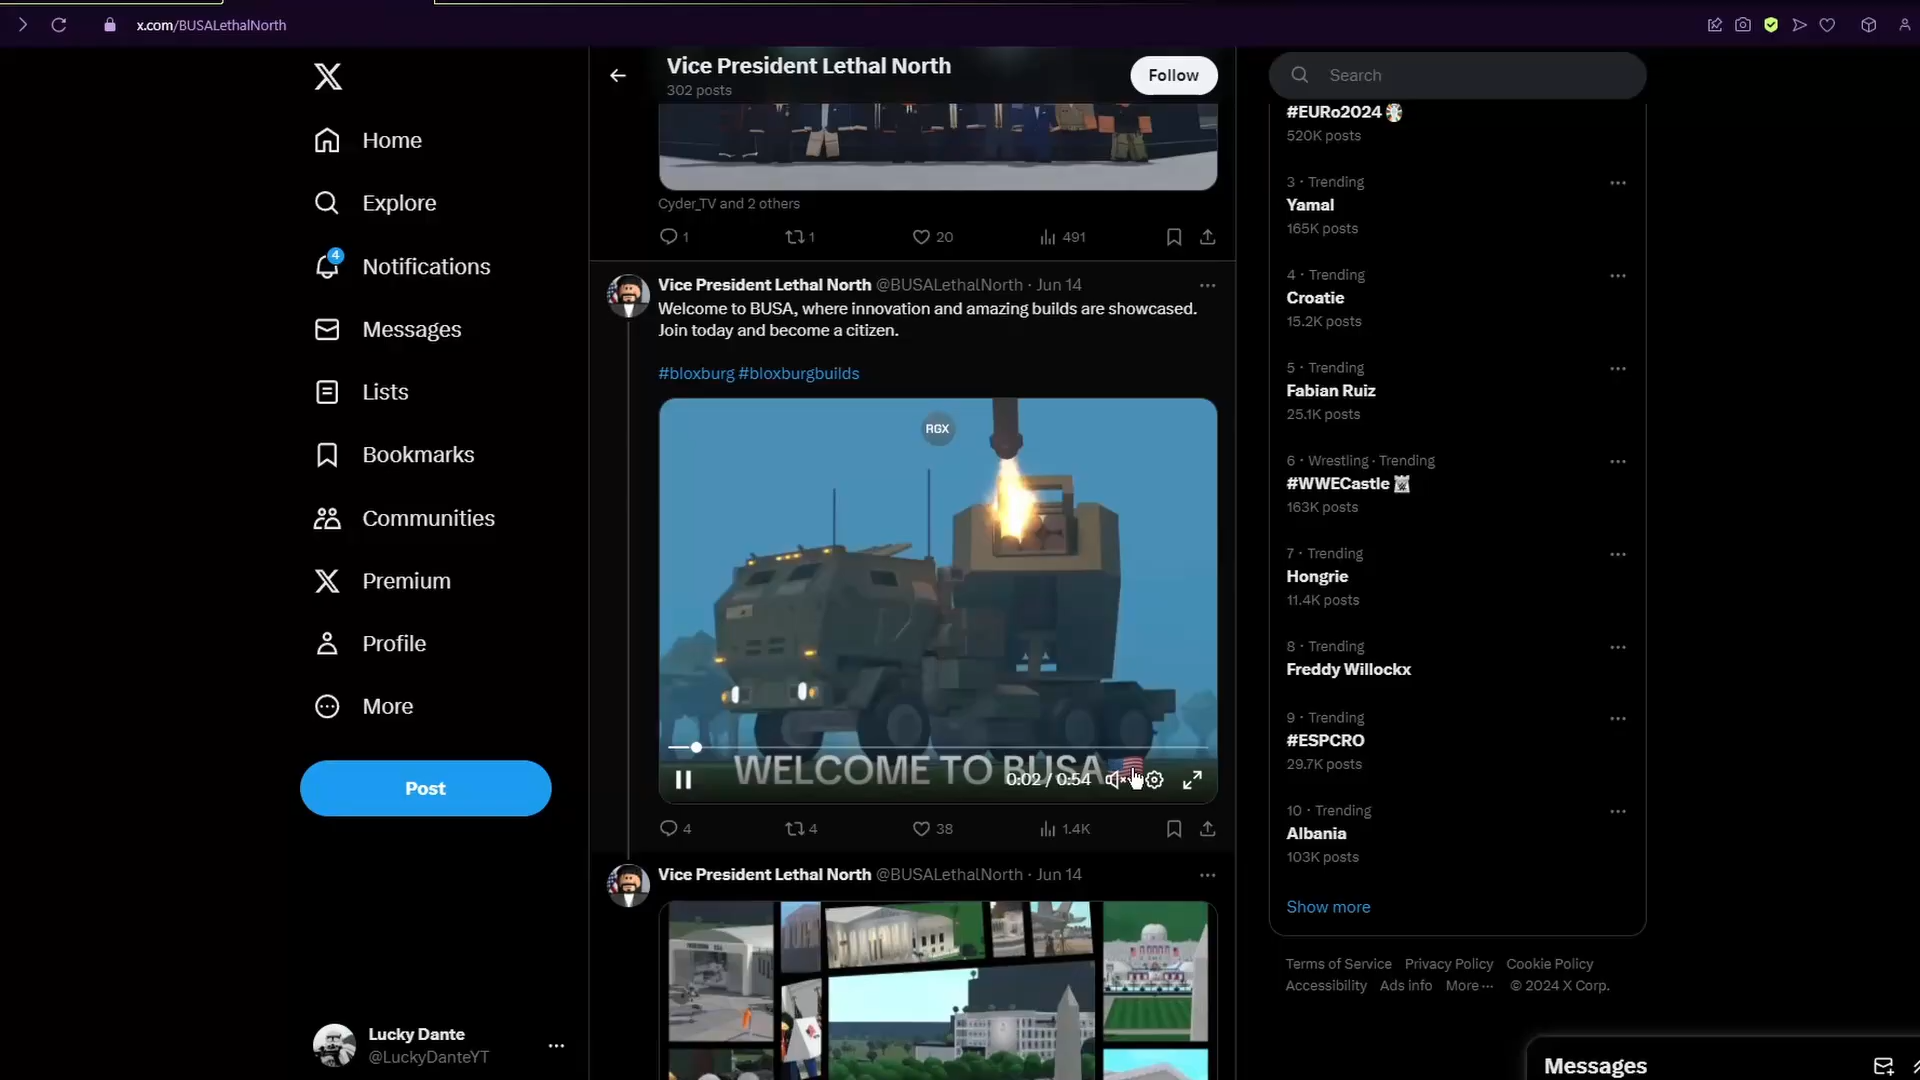 x.com/BUSALethalNorth
Home
Explore
4
Notifications
Messages
Lists
Bookmarks
Communities
Premium
Profile
More
Post
Lucky Dante
@LuckyDanteYT
Vice President Lethal North
302 posts
Follow
Cyder_TV and 2 others
1
1
20
491
Vice President Lethal North @BUSALethalNorth · Jun 14
Welcome to BUSA, where innovation and amazing builds are showcased.
Join today and become a citizen.
#bloxburg #bloxburgbuilds
RGX
WELCOME TO BUSA
0:02 / 0:54
4
4
38
1.4K
Vice President Lethal North @BUSALethalNorth · Jun 14
Search
#EURo2024
520K posts
3 · Trending
Yamal
165K posts
4 · Trending
Croatie
15.2K posts
5 · Trending
Fabian Ruiz
25.1K posts
6 · Wrestling · Trending
#WWECastle
163K posts
7 · Trending
Hongrie
11.4K posts
8 · Trending
Freddy Willockx
9 · Trending
#ESPCRO
29.7K posts
10 · Trending
Albania
103K posts
Show more
Terms of Service Privacy Policy Cookie Policy
Accessibility Ads info More ··· © 2024 X Corp.
Messages